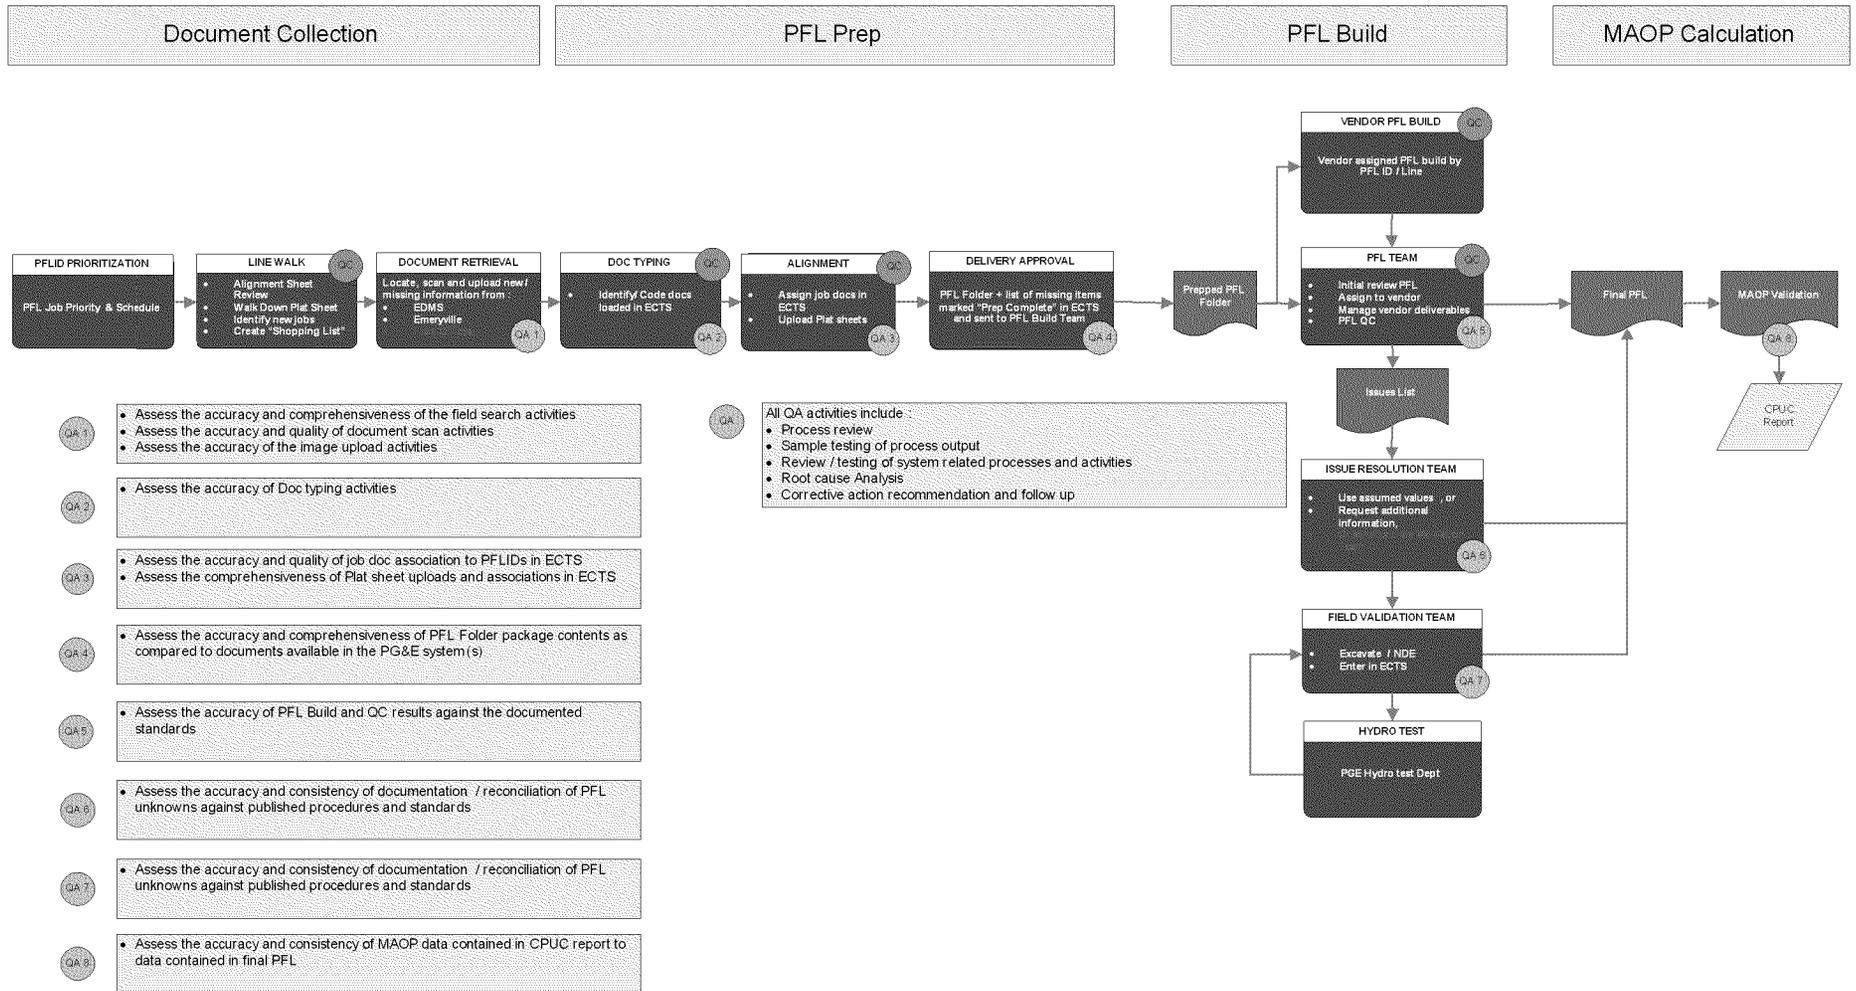 Document Collection
PFL Prep
PFL Build
MAOP Calculation
PFLID PRIORITIZATION
PFL Job Priority & Schedule
LINE WALK
QC
• Alignment Sheet
Review
• Walk Down Plat Sheet
• Identify new jobs
• Create "Shopping List"
DOCUMENT RETRIEVAL
Locate, scan and upload new /
missing information from :
• EDMS
• Emeryville
QA 1
DOC TYPING
QC
• Identify/ Code docs
loaded in ECTS
QA 2
ALIGNMENT
QC
• Assign job docs in
ECTS
• Upload Plat sheets
QA 3
DELIVERY APPROVAL
PFL Folder + list of missing items
marked "Prep Complete" in ECTS
and sent to PFL Build Team
QA 4
Prepped PFL
Folder
VENDOR PFL BUILD
QC
Vendor assigned PFL build by
PFL ID / Line
PFL TEAM
QC
• Initial review PFL
• Assign to vendor
• Manage vendor deliverables
• PFL QC
QA 5
Issues List
ISSUE RESOLUTION TEAM
• Use assumed values , or
• Request additional
information,
QA 6
FIELD VALIDATION TEAM
• Excavate / NDE
• Enter in ECTS
QA 7
HYDRO TEST
PGE Hydro test Dept
Final PFL
MAOP Validation
QA 8
CPUC
Report
QA 1
• Assess the accuracy and comprehensiveness of the field search activities
• Assess the accuracy and quality of document scan activities
• Assess the accuracy of the image upload activities
QA 2
• Assess the accuracy of Doc typing activities
QA 3
• Assess the accuracy and quality of job doc association to PFLIDs in ECTS
• Assess the comprehensiveness of Plat sheet uploads and associations in ECTS
QA 4
• Assess the accuracy and comprehensiveness of PFL Folder package contents as
compared to documents available in the PG&E system(s)
QA 5
• Assess the accuracy of PFL Build and QC results against the documented
standards
QA 6
• Assess the accuracy and consistency of documentation / reconciliation of PFL
unknowns against published procedures and standards
QA 7
• Assess the accuracy and consistency of documentation / reconciliation of PFL
unknowns against published procedures and standards
QA 8
• Assess the accuracy and consistency of MAOP data contained in CPUC report to
data contained in final PFL
QA
All QA activities include :
• Process review
• Sample testing of process output
• Review / testing of system related processes and activities
• Root cause Analysis
• Corrective action recommendation and follow up